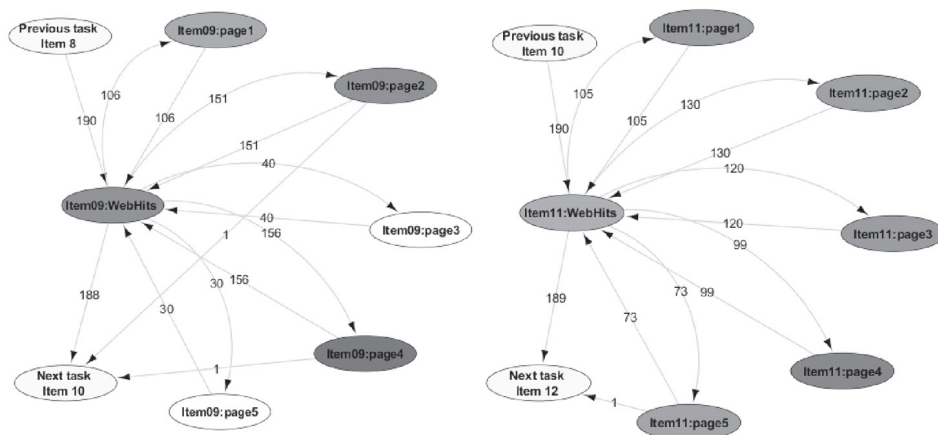 Previous task
Item 8
Item09:page1
106
106
151
Item09:page2
190
151
40
Item09:WebHits
40
Item09:page3
1
156
188
30
156
30
Item09:page4
1
Next task
Item 10
Item09:page5
Previous task
Item 10
Item11:page1
105
105
130
Item11:page2
190
130
120
Item11:WebHits
120
Item11:page3
99
189
73
99
73
Item11:page4
Next task
Item 12
1
Item11:page5